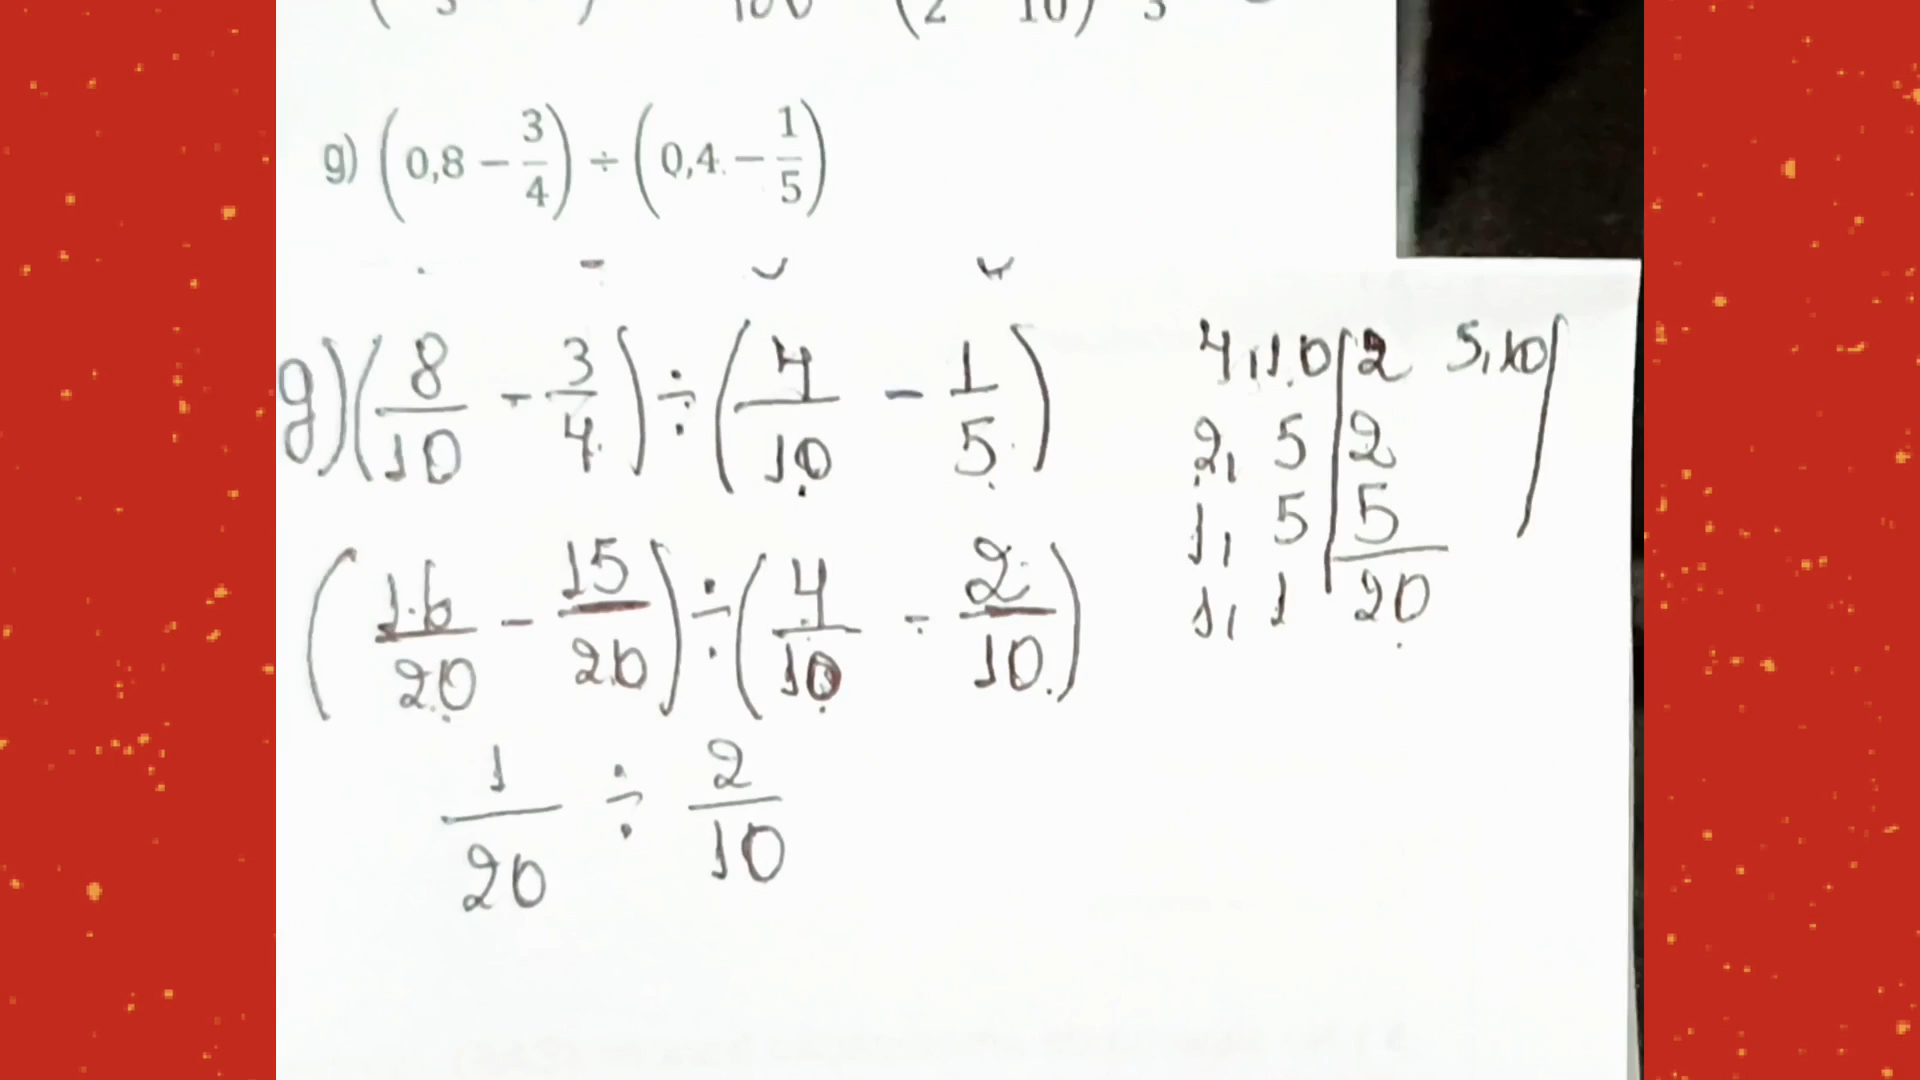 g) (0,8 − 3/4) ÷ (0,4 − 1/5)
g) (8/10 − 3/4) ÷ (4/10 − 1/5)
(16/20 − 15/20) ÷ (4/10 − 2/10)
1/20 ÷ 2/10
4,10 | 2
2, 5 | 2
1, 5 | 5
1, 1 | 20
5,10 |